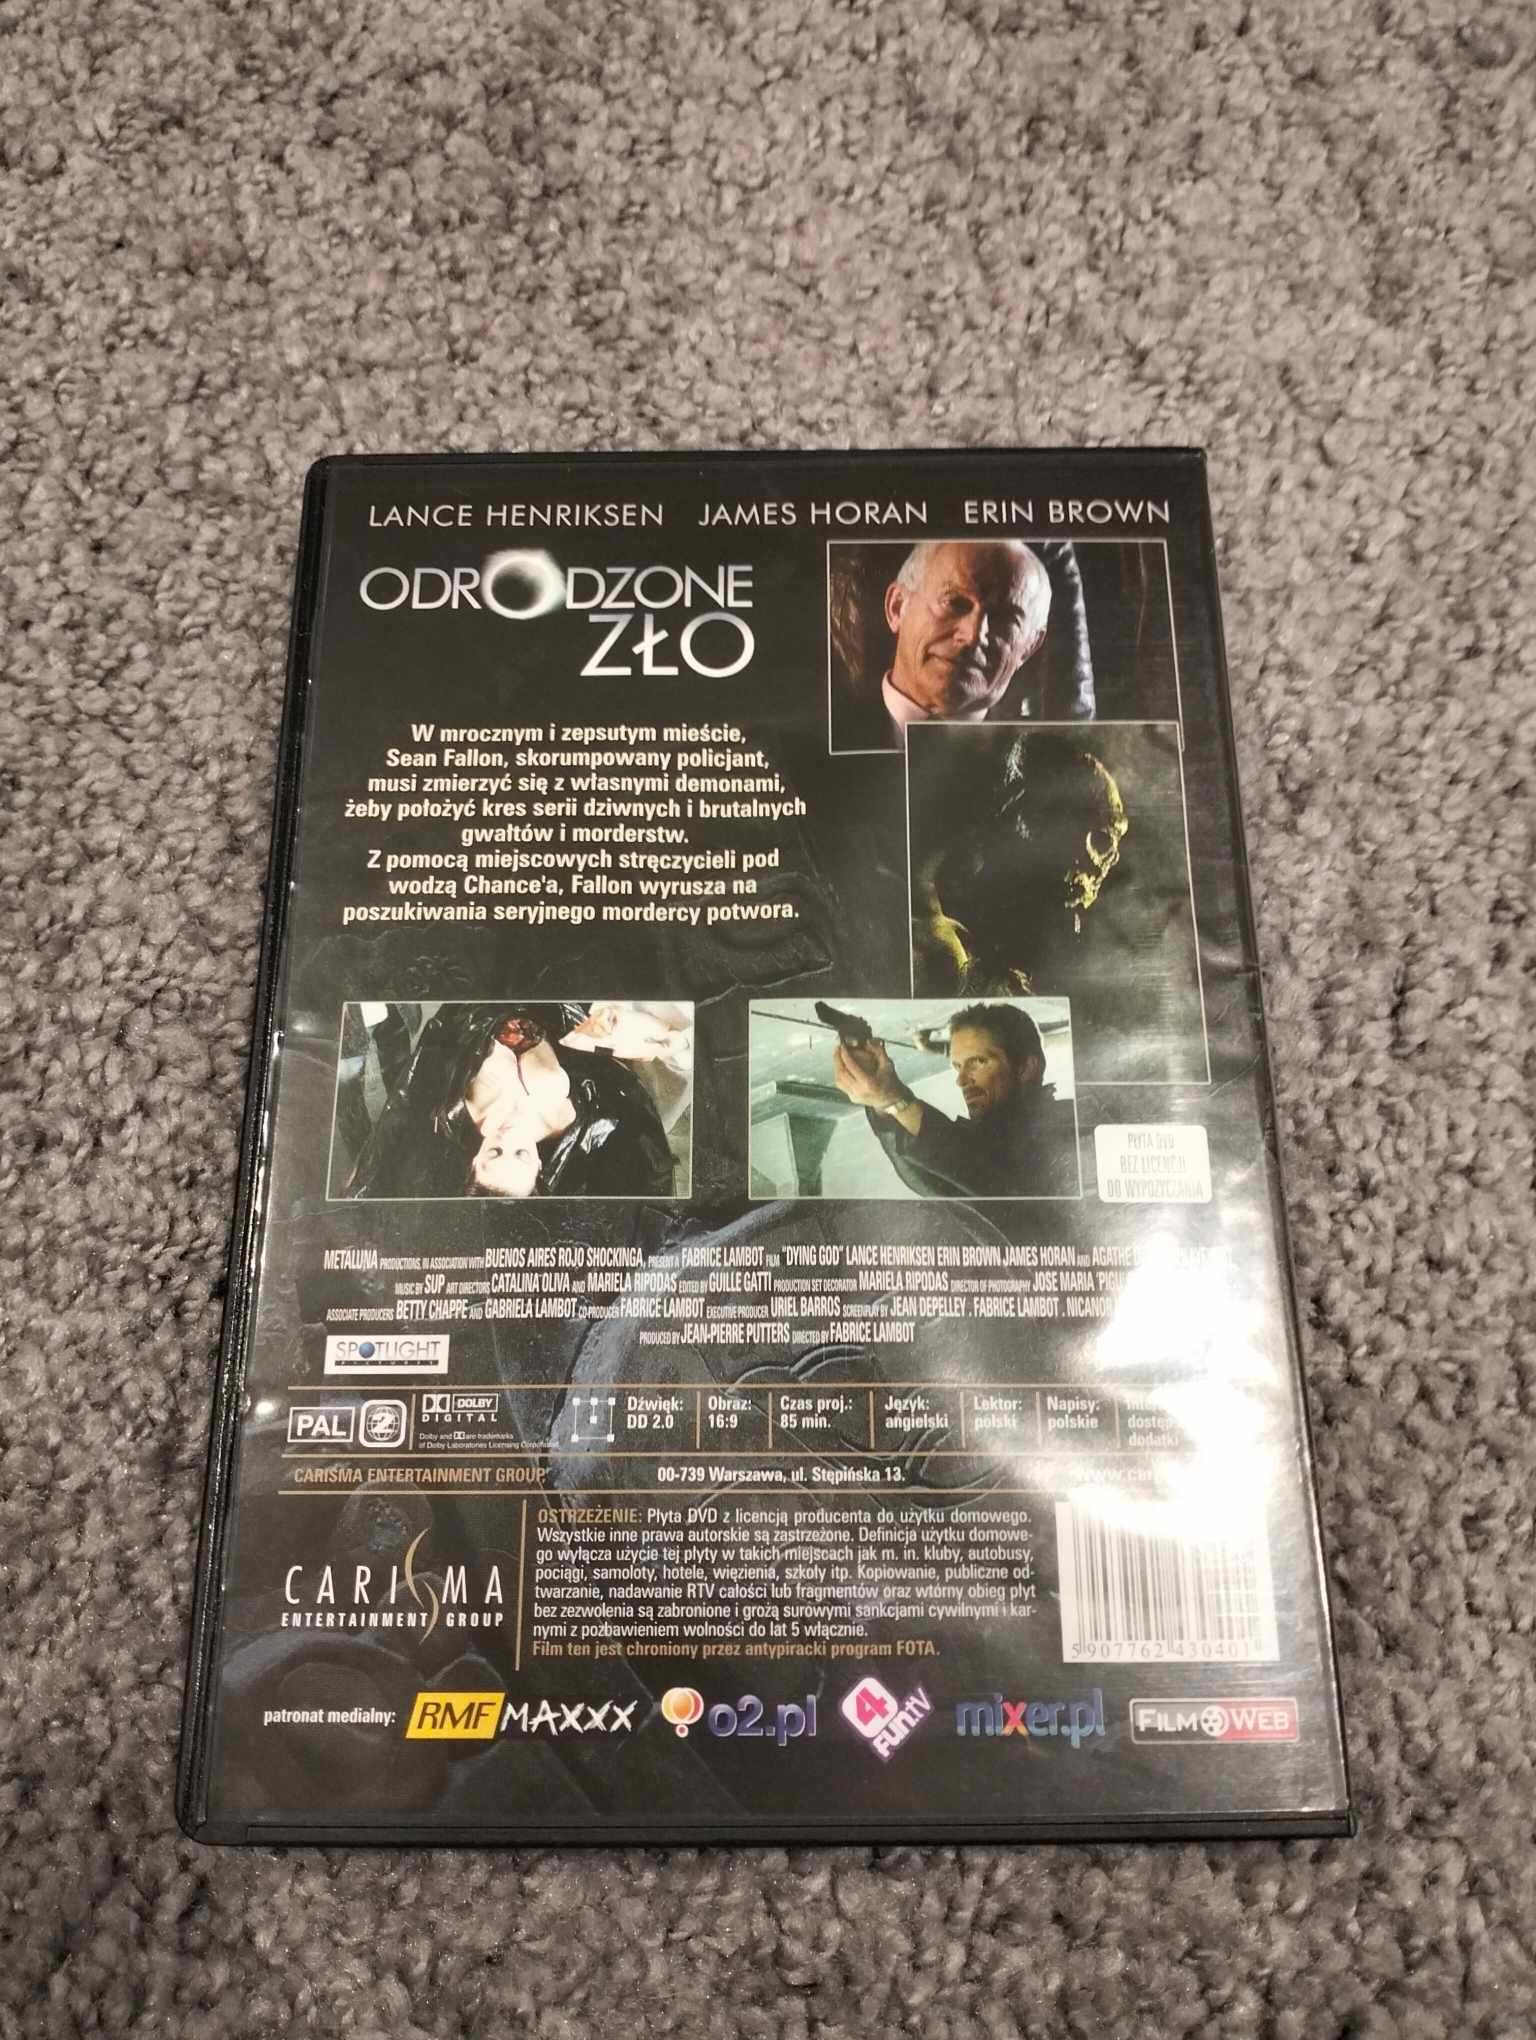 LANCE HENRIKSEN JAMES HORAN ERIN BROWN
ODRODZONE
ZŁO
W mrocznym i zepsutym mieście,
Sean Fallon, skorumpowany policjant,
musi zmierzyć się z własnymi demonami,
żeby położyć kres serii dziwnych i brutalnych
gwałtów i morderstw.
Z pomocą miejscowych stręczycieli pod
wodzą Chance'a, Fallon wyrusza na
poszukiwania seryjnego mordercy potwora.
PŁYTA DVD
BEZ LICENCJI
DO WYPOŻYCZANIA
METALUNA PRODUCTIONS, IN ASSOCIATION WITH BUENOS AIRES ROJO SHOCKINGA, PRESENT A FABRICE LAMBOT FILM "DYING GOD" LANCE HENRIKSEN ERIN BROWN JAMES HORAN AND AGATHE
MUSIC BY SUP ART DIRECTORS CATALINA OLIVA AND MARIELA RIPODAS EDITED BY GUILLE GATTI PRODUCTION SET DECORATOR MARIELA RIPODAS DIRECTOR OF PHOTOGRAPHY JOSE MARIA
ASSOCIATE PRODUCERS BETTY CHAPPE AND GABRIELA LAMBOT CO-PRODUCER FABRICE LAMBOT EXECUTIVE PRODUCER URIEL BARROS SCREENPLAY BY JEAN DEPELLEY . FABRICE LAMBOT .
PRODUCED BY JEAN-PIERRE PUTTERS DIRECTED BY FABRICE LAMBOT
SPOTLIGHT
PICTURES
PAL 2 DOLBY DIGITAL
Dolby and are trademarks
of Dolby Laboratories Licensing Corporation
Dźwięk: Obraz: Czas proj.: Język: Lektor: Napisy:
DD 2.0 16:9 85 min. angielski polski polskie
dodatki
CARISMA ENTERTAINMENT GROUP 00-739 Warszawa, ul. Stępińska 13.
OSTRZEŻENIE: Płyta DVD z licencją producenta do użytku domowego.
Wszystkie inne prawa autorskie są zastrzeżone. Definicja użytku domowe-
go wyłącza użycie tej płyty w takich miejscach jak m. in. kluby, autobusy,
pociągi, samoloty, hotele, więzienia, szkoły itp. Kopiowanie, publiczne od-
twarzanie, nadawanie RTV całości lub fragmentów oraz wtórny obieg płyt
bez zezwolenia są zabronione i grożą surowymi sankcjami cywilnymi i kar-
nymi z pozbawieniem wolności do lat 5 włącznie.
Film ten jest chroniony przez antypiracki program FOTA.
CARISMA
ENTERTAINMENT GROUP
5 907762 430401
patronat medialny: RMF MAXXX o2.pl 4FUN.TV mixer.pl FILMWEB